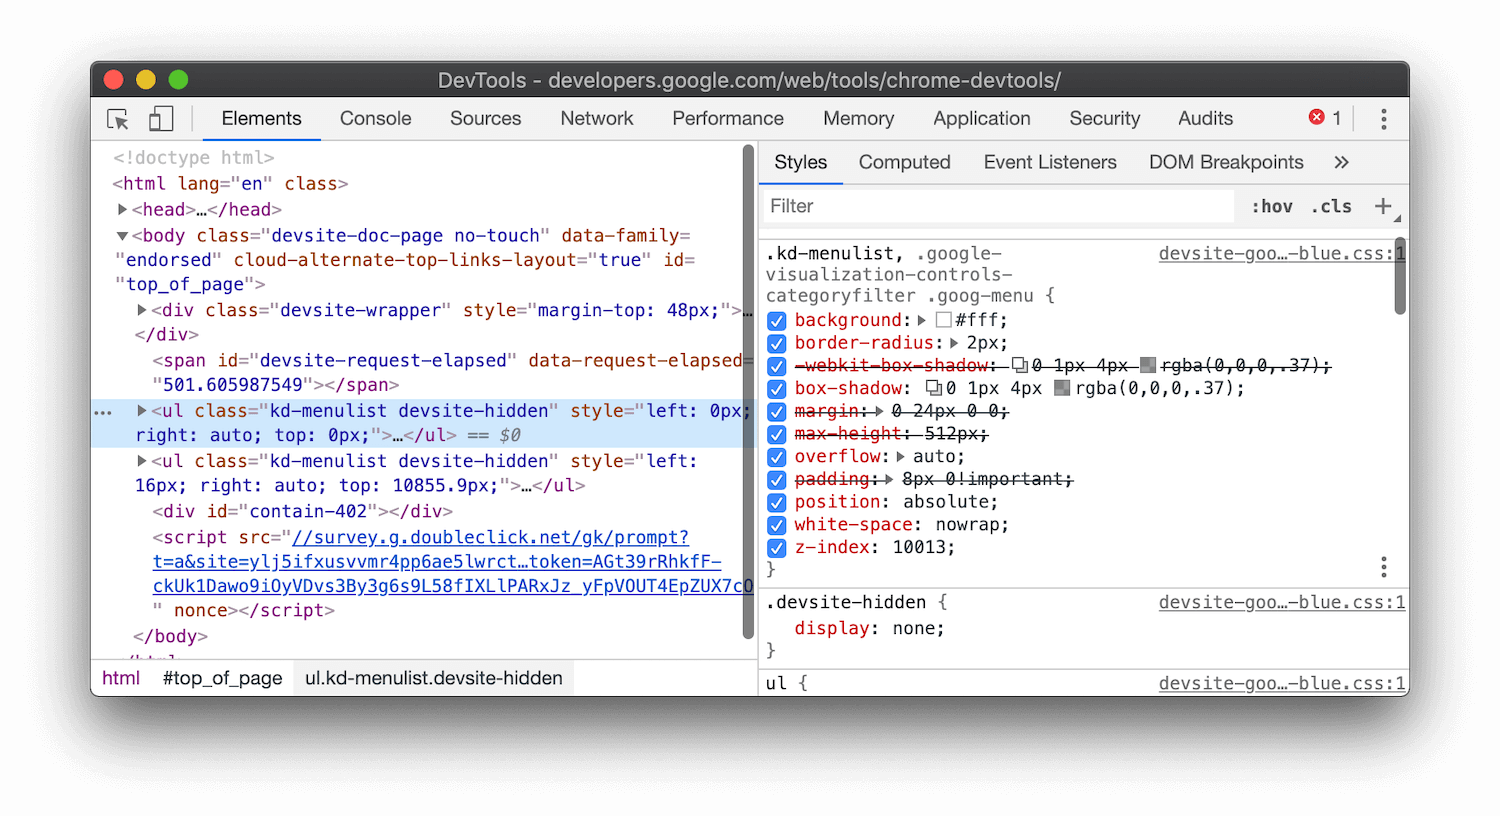 DevTools - developers.google.com/web/tools/chrome-devtools/
Elements Console Sources Network Performance Memory Application Security Audits 1
<!doctype html>
<html lang="en" class>
<head>…</head>
<body class="devsite-doc-page no-touch" data-family=
"endorsed" cloud-alternate-top-links-layout="true" id=
"top_of_page">
<div class="devsite-wrapper" style="margin-top: 48px;">…
</div>
<span id="devsite-request-elapsed" data-request-elapsed=
"501.605987549"></span>
<ul class="kd-menulist devsite-hidden" style="left: 0px;
right: auto; top: 0px;">…</ul> == $0
<ul class="kd-menulist devsite-hidden" style="left:
16px; right: auto; top: 10855.9px;">…</ul>
<div id="contain-402"></div>
<script src="//survey.g.doubleclick.net/gk/prompt?
t=a&site=ylj5ifxusvvmr4pp6ae5lwrct…token=AGt39rRhkfF-
ckUk1Dawo9iOyVDvs3By3g6s9L58fIXLlPARxJz_yFpVOUT4EpZUX7cO
" nonce></script>
</body>
html #top_of_page ul.kd-menulist.devsite-hidden
Styles Computed Event Listeners DOM Breakpoints »
Filter :hov .cls +
.kd-menulist, .google- devsite-goo…-blue.css:1
visualization-controls-
categoryfilter .goog-menu {
background: #fff;
border-radius: 2px;
-webkit-box-shadow: 0 1px 4px rgba(0,0,0,.37);
box-shadow: 0 1px 4px rgba(0,0,0,.37);
margin: 0 24px 0 0;
max-height: 512px;
overflow: auto;
padding: 8px 0!important;
position: absolute;
white-space: nowrap;
z-index: 10013;
}
.devsite-hidden { devsite-goo…-blue.css:1
display: none;
}
ul { devsite-goo…-blue.css:1